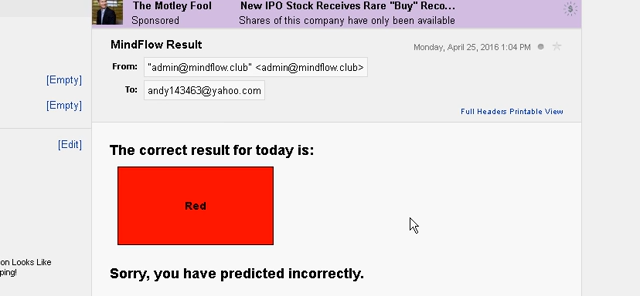 The Motley Fool New IPO Stock Receives Rare "Buy" Reco...
Sponsored Shares of this company have only been available
MindFlow Result
Monday, April 25, 2016 1:04 PM
From: "admin@mindflow.club" <admin@mindflow.club>
[Empty]
To: andy143463@yahoo.com
[Empty]
Full Headers Printable View
[Edit]
The correct result for today is:
Red
on Looks Like
ping!
Sorry, you have predicted incorrectly.